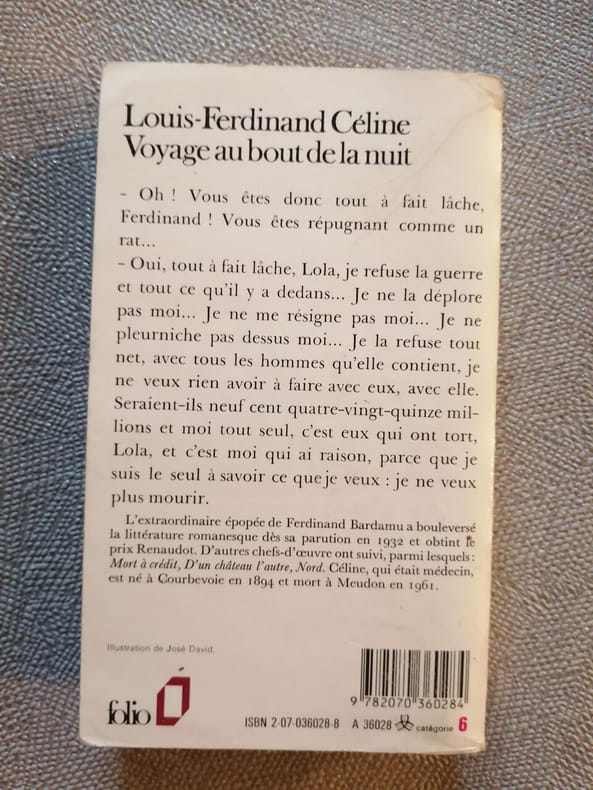 Louis-Ferdinand Céline
Voyage au bout de la nuit
- Oh ! Vous êtes donc tout à fait lâche,
Ferdinand ! Vous êtes répugnant comme un
rat...
- Oui, tout à fait lâche, Lola, je refuse la guerre
et tout ce qu'il y a dedans... Je ne la déplore
pas moi... Je ne me résigne pas moi... Je ne
pleurniche pas dessus moi... Je la refuse tout
net, avec tous les hommes qu'elle contient, je
ne veux rien avoir à faire avec eux, avec elle.
Seraient-ils neuf cent quatre-vingt-quinze mil-
lions et moi tout seul, c'est eux qui ont tort,
Lola, et c'est moi qui ai raison, parce que je
suis le seul à savoir ce que je veux : je ne veux
plus mourir.
L'extraordinaire épopée de Ferdinand Bardamu a bouleversé
la littérature romanesque dès sa parution en 1932 et obtint le
prix Renaudot. D'autres chefs-d'œuvre ont suivi, parmi lesquels :
Mort à crédit, D'un château l'autre, Nord. Céline, qui était médecin,
est né à Courbevoie en 1894 et mort à Meudon en 1961.
Illustration de José David.
9 782070 360284
folio
ISBN 2-07-036028-8 A 36028 catégorie 6